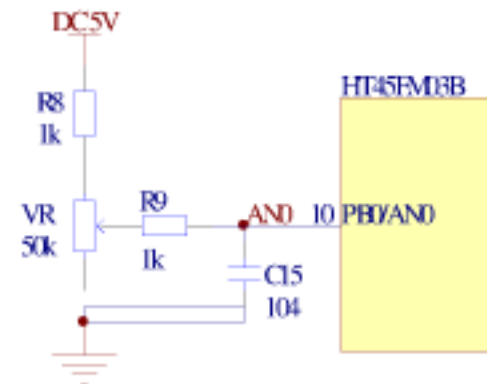 DC5V
HT45FM03B
R8
1k
R9
VR
AN0
10
PB0/AN0
50k
1k
C15
104